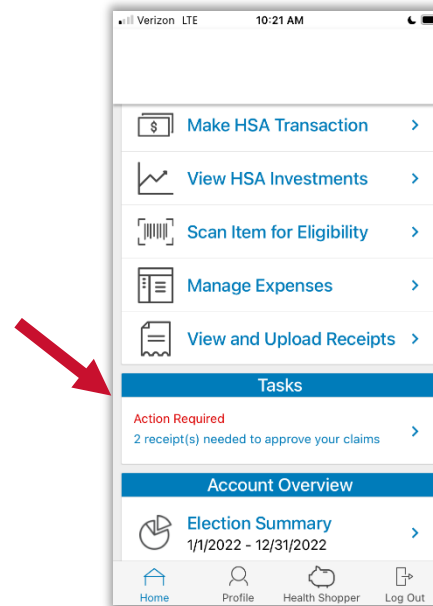 Verizon LTE 10:21 AM
Make HSA Transaction
View HSA Investments
Scan Item for Eligibility
Manage Expenses
View and Upload Receipts
Tasks
Action Required
2 receipt(s) needed to approve your claims
Account Overview
Election Summary
1/1/2022 - 12/31/2022
Home Profile Health Shopper Log Out